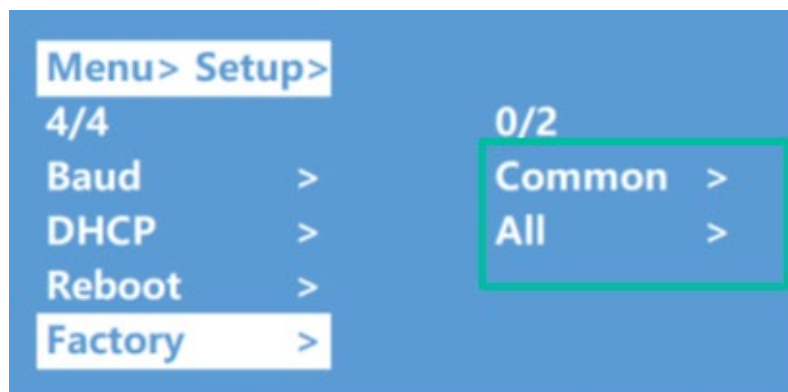 Menu> Setup>
4/4
0/2
Baud >
Common >
DHCP >
All >
Reboot >
Factory >